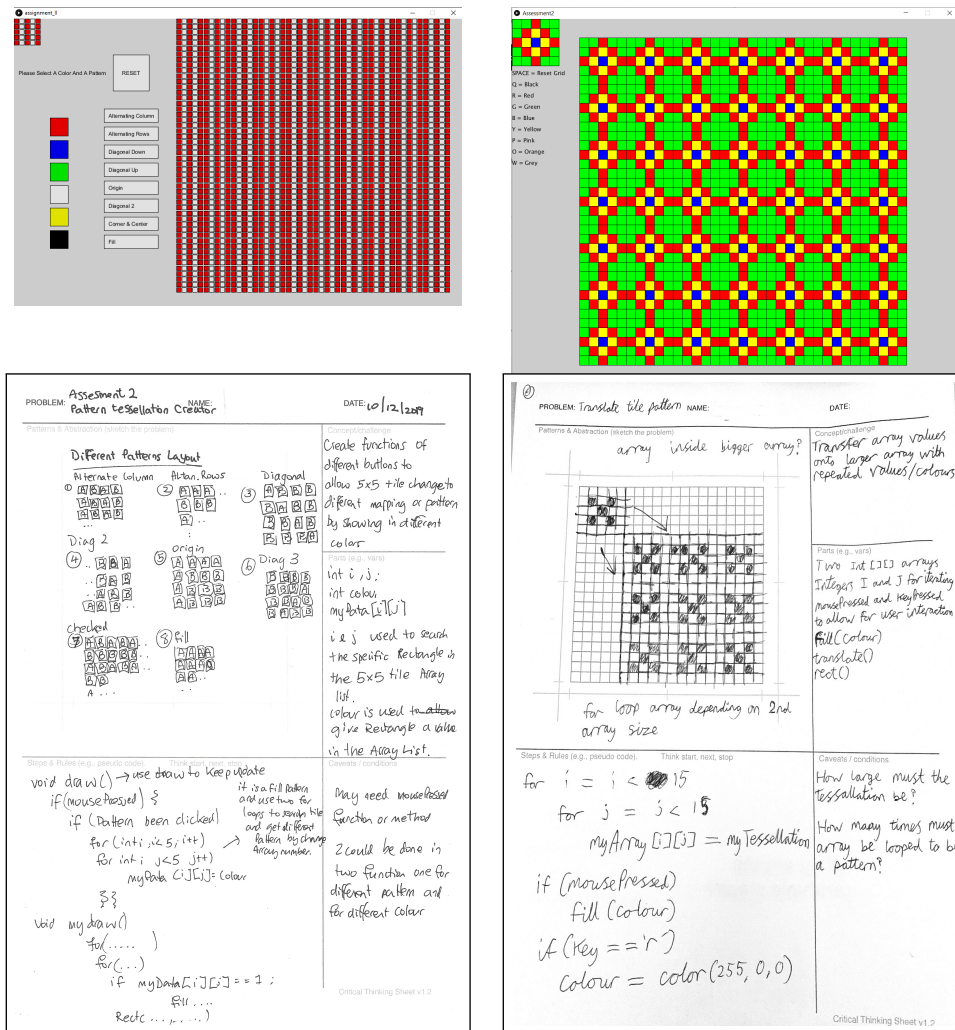 assignment_II
Please Select A Color And A Pattern
RESET
Alternating Column
Alternating Rows
Diagonal Down
Diagonal Up
Origin
Diagonal 2
Corner & Center
Fill
Assessment2
SPACE = Reset Grid
Q = Black
R = Red
G = Green
B = Blue
Y = Yellow
P = Pink
O = Orange
W = Grey
PROBLEM: Assesment 2
Pattern tessellation Creator
NAME:
DATE: 10/12/2019
Patterns & Abstraction (sketch the problem)
Different Patterns Layout
Alternate Column
Altan. Rows
Diagonal
Diag 2
Origin
Diag 3
Checked
Fill
Concept/challenge
Create functions of
different buttons to
allow 5x5 tile change to
diferent mapping or pattern
by showing in different
color
Parts (e.g., vars)
int i, j.
int colour
myData [i][j]
i & j used to search
the spesific Rectangle in
the 5x5 tile Array
list.
colour is used to allow
give Rectangle a value
in the Array List.
Steps & Rules (e.g., pseudo code). Think start, next, stop
void draw() → use draw to keep update
if (mousePressed) {
if (Pattern been clicked)
for (int i, i<5, i++)
for int i j<5 j++)
myData [i][j] = colour
}}
it is a fill pattern
and use two for
loops to search tile
and get different
Pattern by change
Array number.
void mydraw()
for(..... )
for(...)
if myData[i][j] == 1 ;
fill ....
Rect( ..., ... , ...)
Caveats / conditions
May need mousePressed
function or method
2 could be done in
two function one for
different pattern and
for different colour
Critical Thinking Sheet v1.2
PROBLEM: Translate tile pattern NAME:
DATE:
Patterns & Abstraction (sketch the problem)
array inside bigger array?
for loop array depending on 2nd
array size
Concept/challenge
Transfer array values
onto larger array with
repeated values/colours
Parts (e.g., vars)
Two Int [][] arrays
Integers I and J for iterating
mousePressed and KeyPressed
to allow for user interaction
Fill(colour)
translate()
rect()
Steps & Rules (e.g., pseudo code). Think start, next, stop
for i = i < 15
for j = j < 15
myArray [i][j] = myTessellation
if (mousePressed)
fill (colour)
if (Key == 'r')
Colour = color(255, 0, 0)
Caveats / conditions
How large must the
tessallation be?
How many times must
array be looped to be
a pattern?
Critical Thinking Sheet v1.2